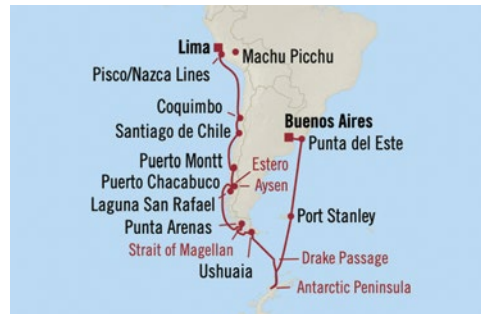 Lima
Machu Picchu
Pisco/Nazca Lines
Coquimbo
Buenos Aires
Santiago de Chile
Punta del Este
Puerto Montt
Estero
Puerto Chacabuco
Aysen
Laguna San Rafael
Punta Arenas
Port Stanley
Strait of Magellan
Ushuaia
Drake Passage
Antarctic Peninsula